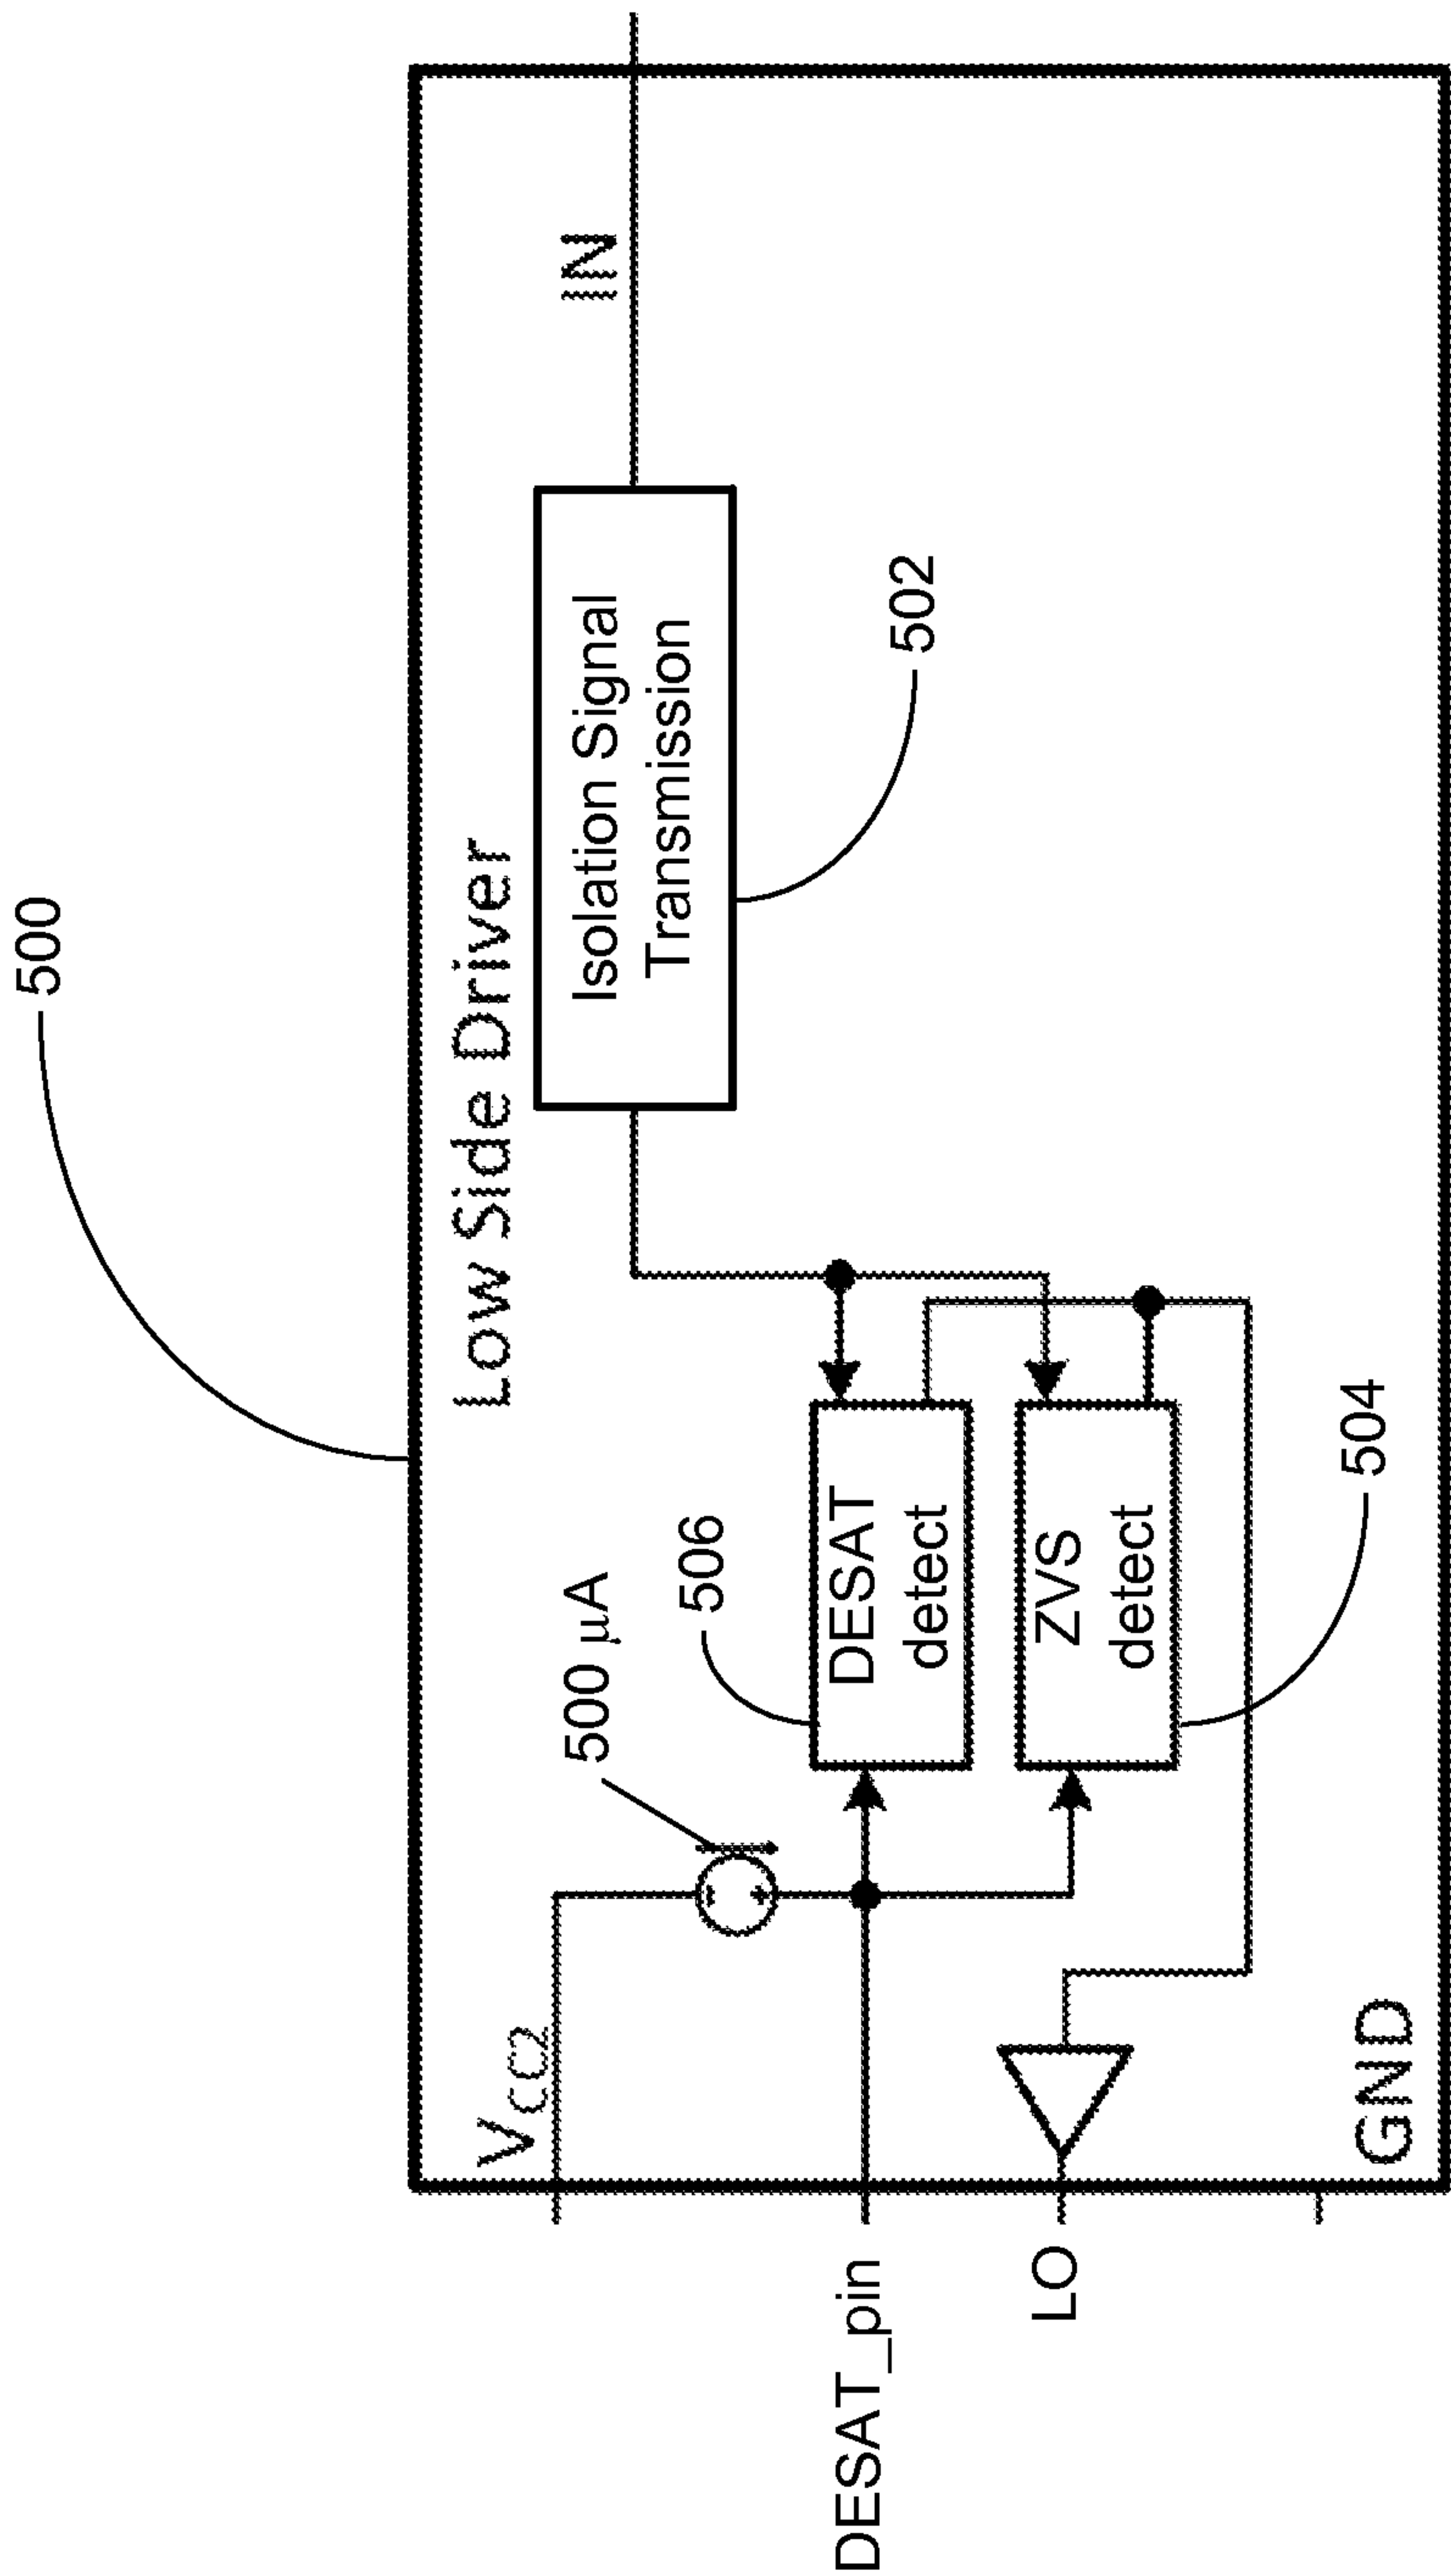 500
Low Side Driver
V_CC2
500 µA
506
Isolation Signal
Transmission
IN
502
DESAT_pin
DESAT
detect
LO
ZVS
detect
504
GND